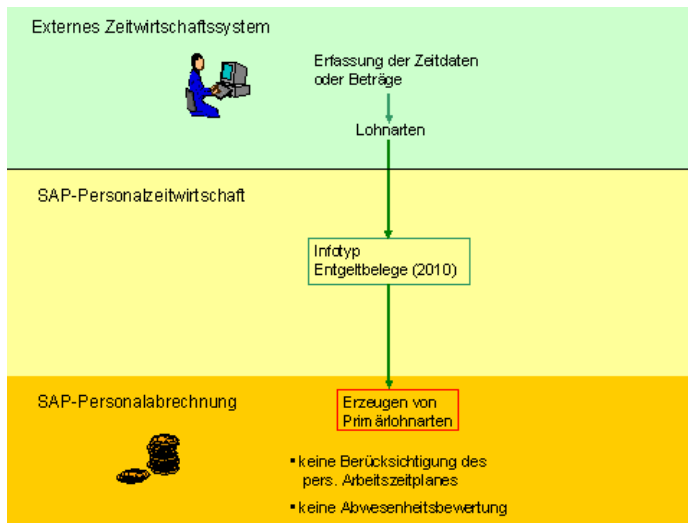 Externes Zeitwirtschaftssystem
Erfassung der Zeitdaten
oder Beträge
Lohnarten
SAP-Personalzeitwirtschaft
Infotyp
Entgeltbelege (2010)
SAP-Personalabrechnung
Erzeugen von
Primärlohnarten
▪ keine Berücksichtigung des
pers. Arbeitszeitplanes
▪ keine Abwesenheitsbewertung